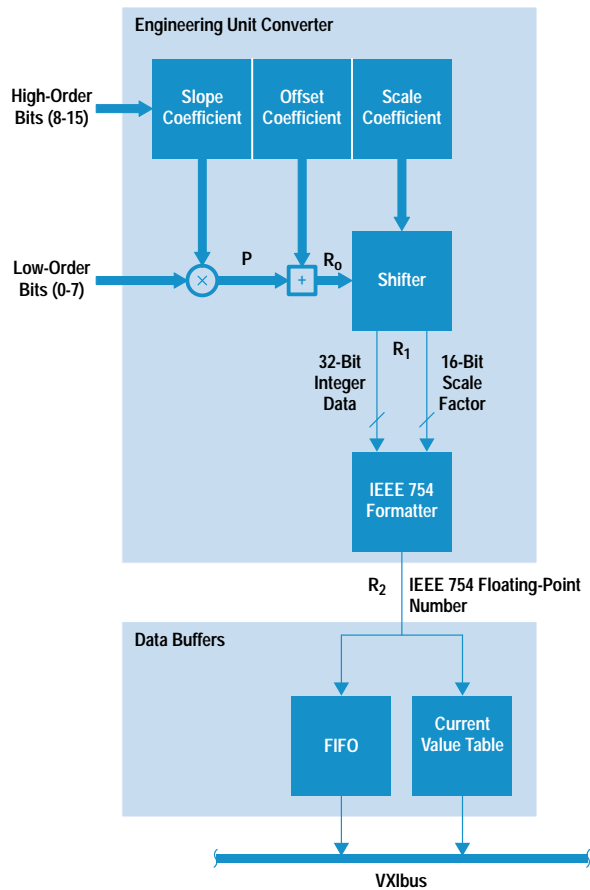 Engineering Unit Converter
High-Order
Bits (8-15)
Slope
Coefficient
Offset
Coefficient
Scale
Coefficient
Low-Order
Bits (0-7)
×
P
+
Ro
Shifter
R1
32-Bit
Integer
Data
16-Bit
Scale
Factor
IEEE 754
Formatter
R2
IEEE 754 Floating-Point
Number
Data Buffers
FIFO
Current
Value Table
VXIbus